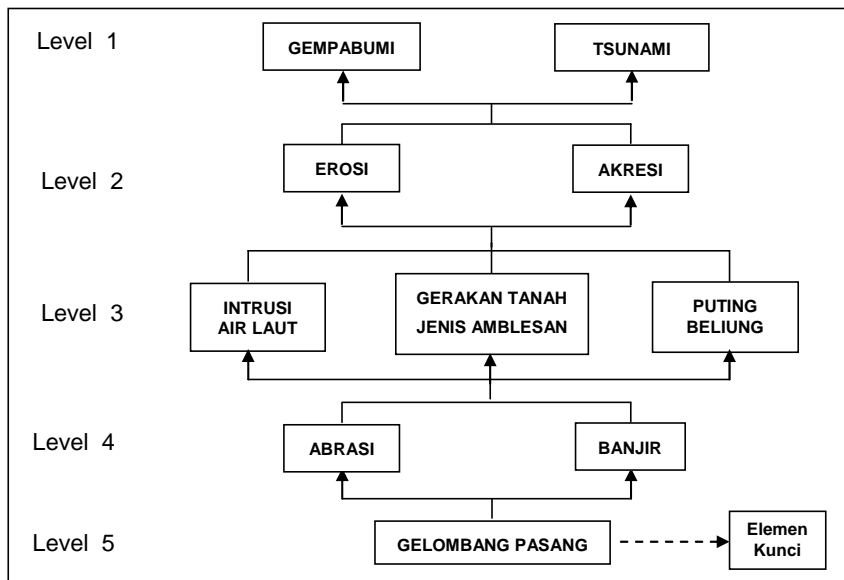 Level 1
GEMPABUMI
TSUNAMI
Level 2
EROSI
AKRESI
Level 3
INTRUSI
AIR LAUT
GERAKAN TANAH
JENIS AMBLESAN
PUTING
BELIUNG
Level 4
ABRASI
BANJIR
Level 5
GELOMBANG PASANG
Elemen
Kunci